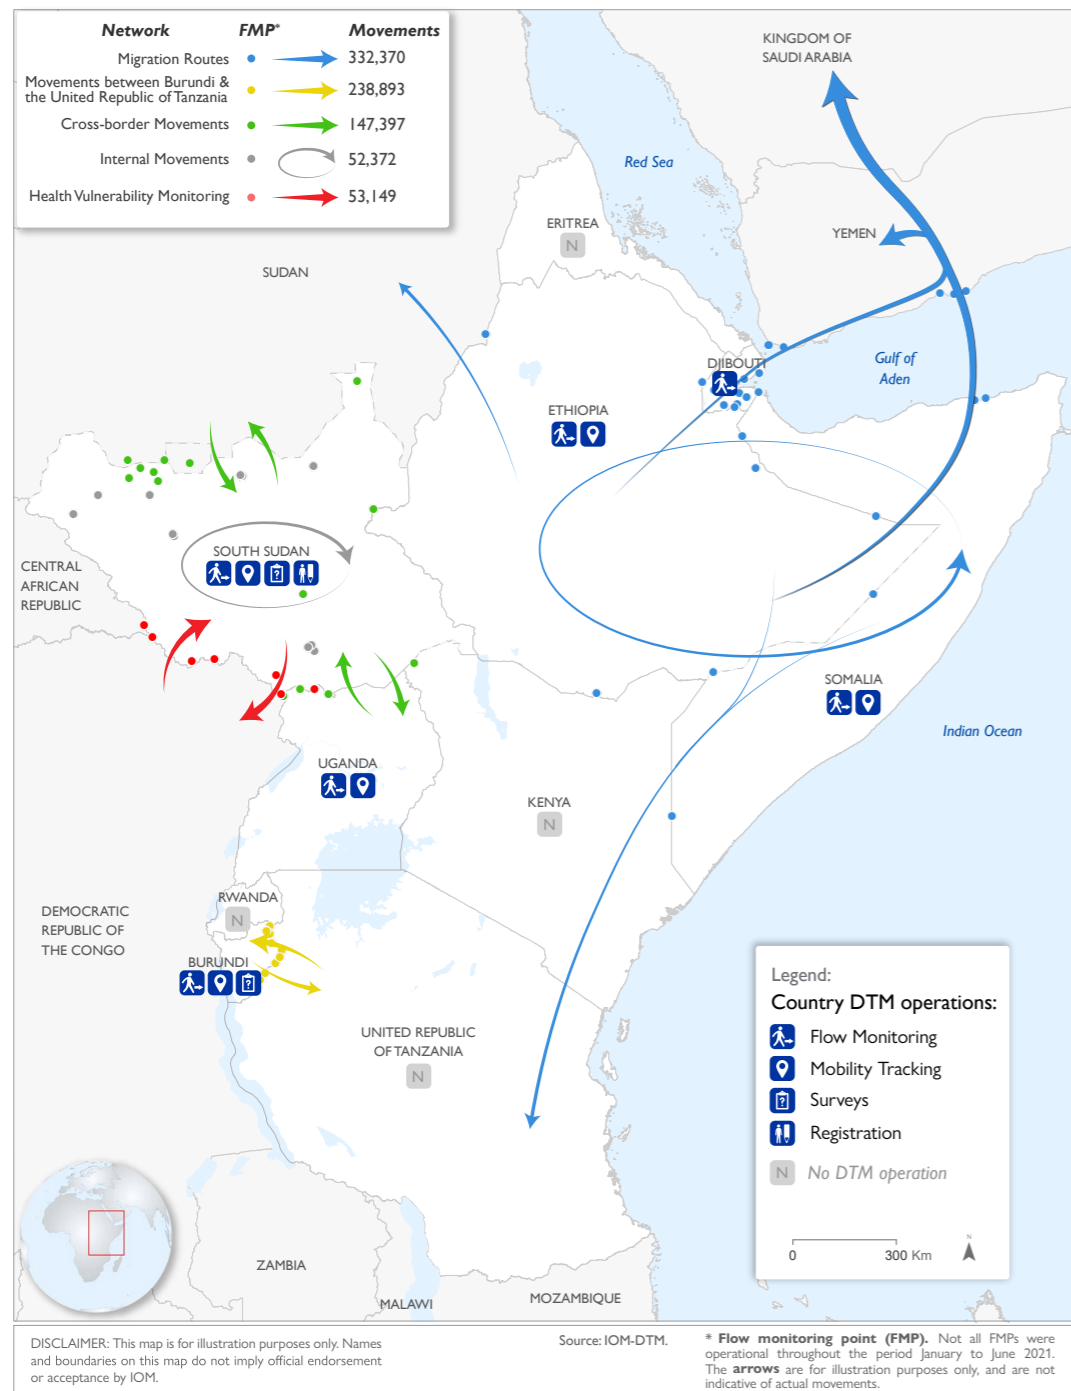 Network FMP* Movements
Migration Routes 332,370
Movements between Burundi &
the United Republic of Tanzania 238,893
Cross-border Movements 147,397
Internal Movements 52,372
Health Vulnerability Monitoring 53,149
KINGDOM OF
SAUDI ARABIA
Red Sea
ERITREA
N
YEMEN
SUDAN
DJIBOUTI
Gulf of
Aden
ETHIOPIA
SOUTH SUDAN
CENTRAL
AFRICAN
REPUBLIC
SOMALIA
Indian Ocean
UGANDA
KENYA
N
RWANDA
N
DEMOCRATIC
REPUBLIC OF
THE CONGO
BURUNDI
UNITED REPUBLIC
OF TANZANIA
N
ZAMBIA
MALAWI
MOZAMBIQUE
Legend:
Country DTM operations:
Flow Monitoring
Mobility Tracking
? Surveys
Registration
N No DTM operation
0 300 Km
N
DISCLAIMER: This map is for illustration purposes only. Names
and boundaries on this map do not imply official endorsement
or acceptance by IOM.
Source: IOM-DTM.
* Flow monitoring point (FMP). Not all FMPs were
operational throughout the period January to June 2021.
The arrows are for illustration purposes only, and are not
indicative of actual movements.